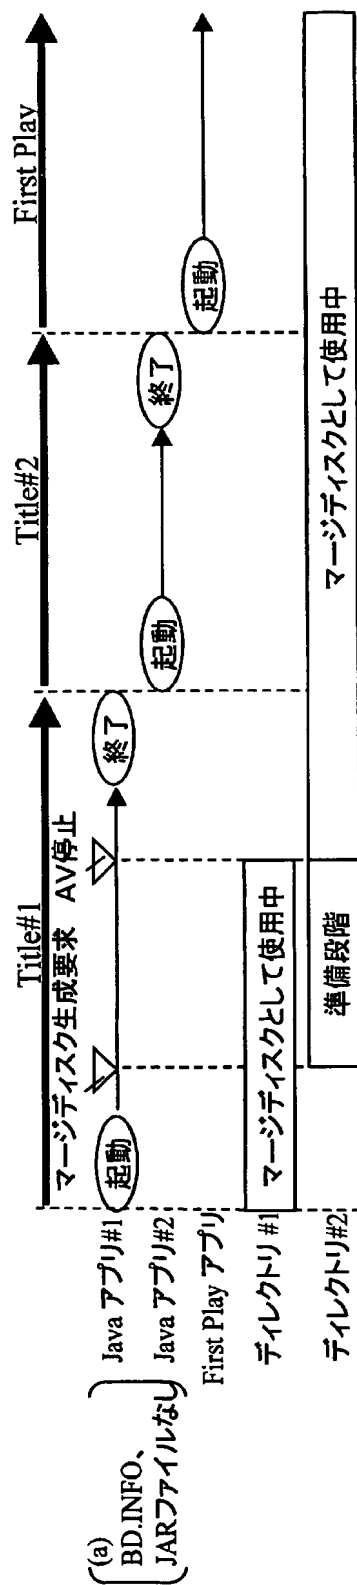 (a)
BD.INFO、
JARファイルなし
Title#1
Title#2
First Play
マージディスク生成要求 AV停止
Java アプリ#1
起動
終了
Java アプリ#2
起動
終了
First Play アプリ
起動
ディレクトリ #1
マージディスクとして使用中
ディレクトリ#2
準備段階
マージディスクとして使用中